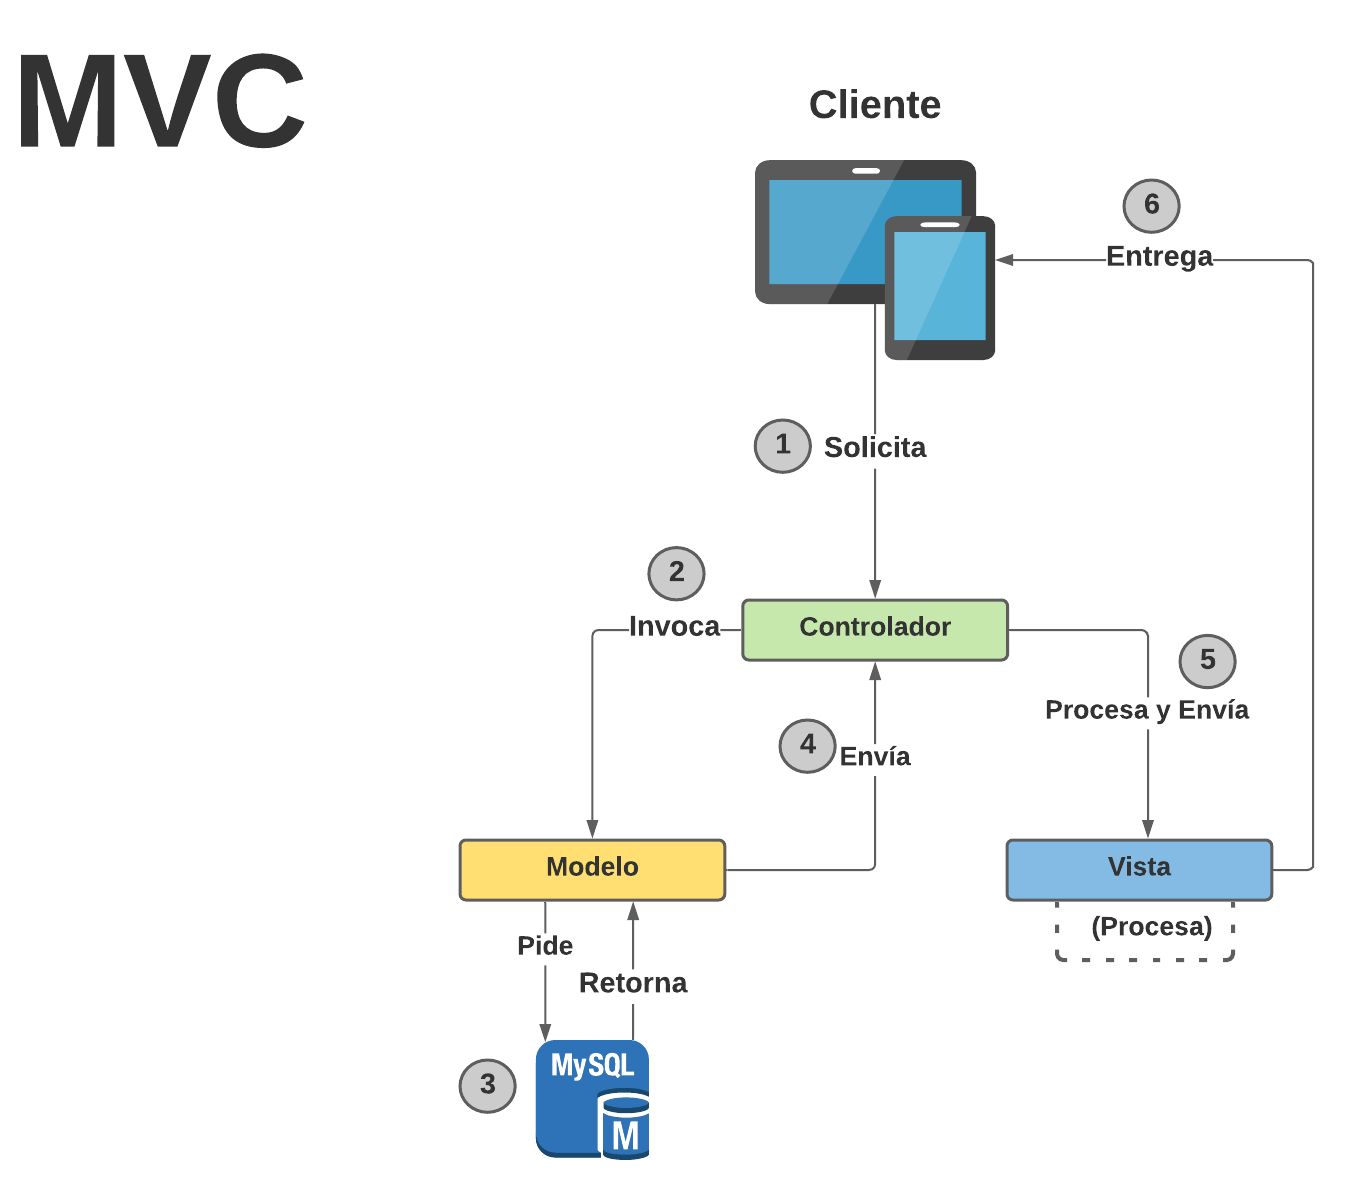 MVC
Cliente
6
Entrega
1
Solicita
2
Invoca
Controlador
5
Procesa y Envía
4
Envía
Modelo
Vista
(Procesa)
Pide
Retorna
3
MySQL
M